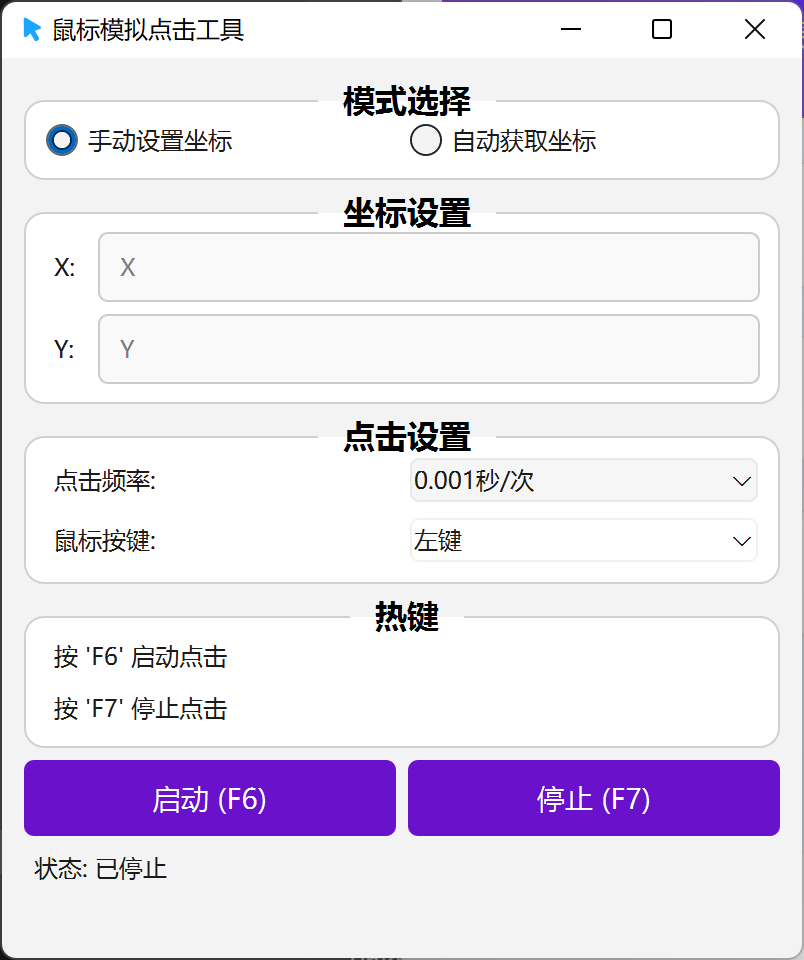 鼠标模拟点击工具
模式选择
手动设置坐标 自动获取坐标
坐标设置
X: X
Y: Y
点击设置
点击频率: 0.001秒/次
鼠标按键: 左键
热键
按 'F6' 启动点击
按 'F7' 停止点击
启动 (F6) 停止 (F7)
状态: 已停止